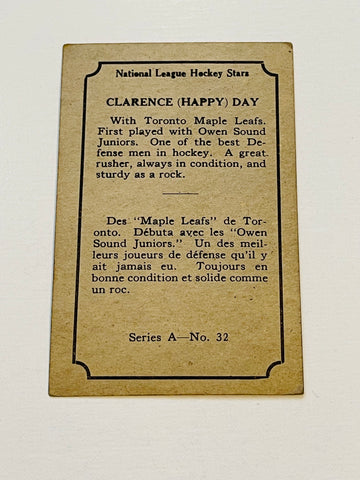 National League Hockey Stars
CLARENCE (HAPPY) DAY
With Toronto Maple Leafs.
First played with Owen Sound
Juniors. One of the best De-
fense men in hockey. A great
rusher, always in condition, and
sturdy as a rock.
Des "Maple Leafs" de Tor-
onto. Débuta avec les "Owen
Sound Juniors." Un des meil-
leurs joueurs de défense qu'il y
ait jamais eu. Toujours en
bonne condition et solide comme
un roc.
Series A—No. 32